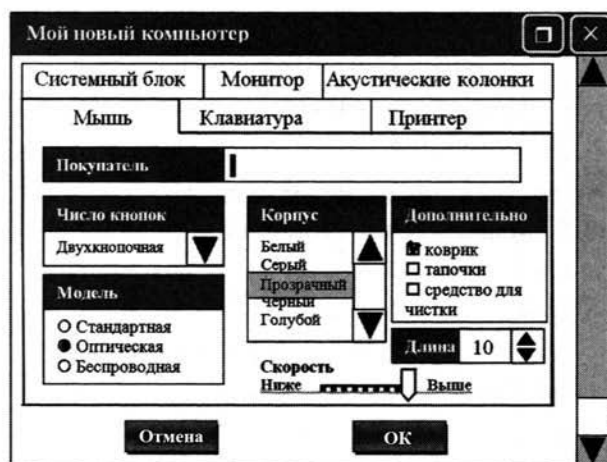 Мой новый компьютер
Системный блок Монитор Акустические колонки
Мышь Клавиатура Принтер
Покупатель
Число кнопок
Двухкнопочная
Модель
Стандартная
Оптическая
Беспроводная
Корпус
Белый
Серый
Прозрачный
Черный
Голубой
Дополнительно
коврик
тапочки
средство для
чистки
Длина 10
Скорость
Ниже Выше
Отмена ОК